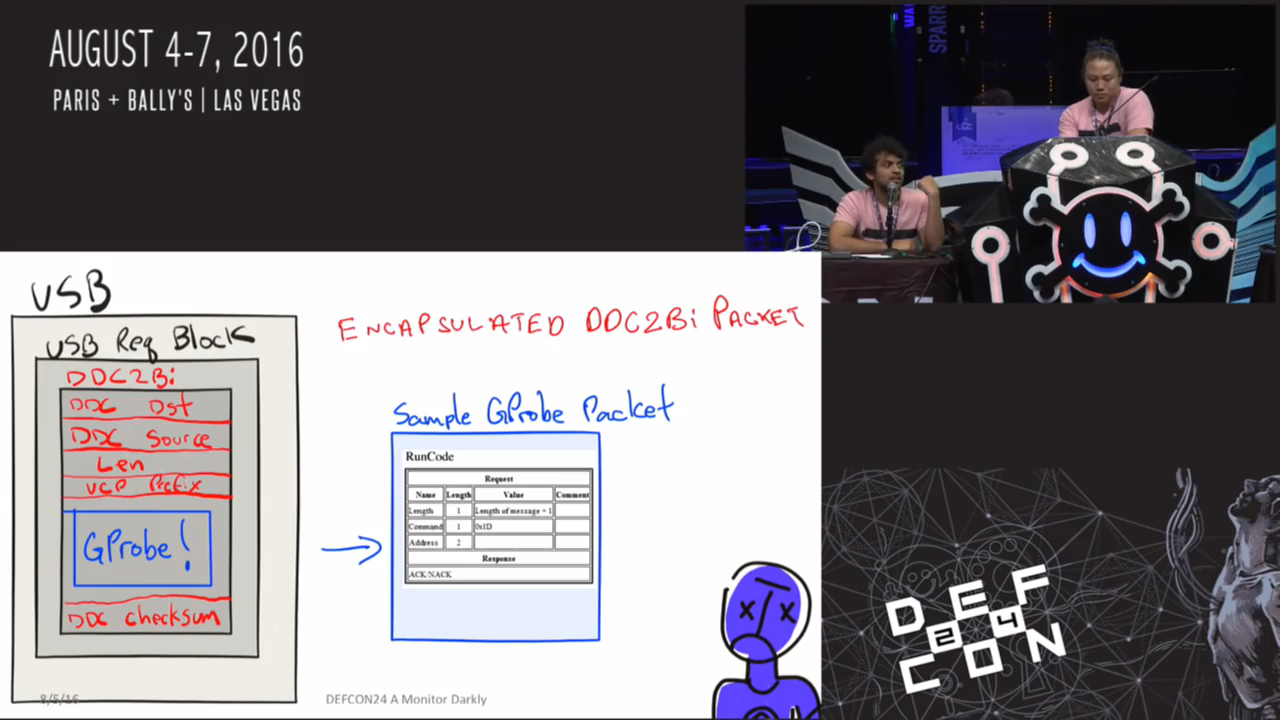 AUGUST 4-7, 2016
PARIS + BALLY'S | LAS VEGAS
SPARR
USB
USB Req Block
DDC2Bi
DDC Dst
DDC Source
Len
VCP Prefix
GProbe!
DDC checksum
ENCAPSULATED DDC2Bi PACKET
Sample GProbe Packet
RunCode
Request
Name Length Value Comment
Length 1 Length of message = 1
Command 1 0x1D
Address 2
Response
ACK/NACK
8/5/16
DEFCON24 A Monitor Darkly
DEF
24
CON